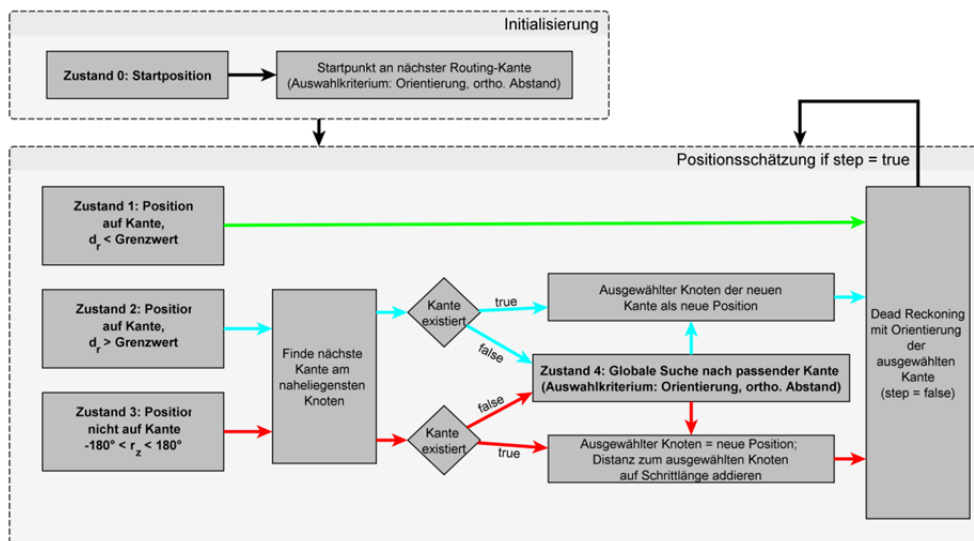 Initialisierung
Zustand 0: Startposition
Startpunkt an nächster Routing-Kante
(Auswahlkriterium: Orientierung, ortho. Abstand)
Positionsschätzung if step = true
Zustand 1: Position
auf Kante,
d_r < Grenzwert
Zustand 2: Position
auf Kante,
d_r > Grenzwert
Zustand 3: Position
nicht auf Kante
-180° < r_z < 180°
Finde nächste
Kante am
naheliegensten
Knoten
Kante
existiert
true
false
Kante
existiert
false
true
Ausgewählter Knoten der neuen
Kante als neue Position
Zustand 4: Globale Suche nach passender Kante
(Auswahlkriterium: Orientierung, ortho. Abstand)
Ausgewählter Knoten = neue Position;
Distanz zum ausgewählten Knoten
auf Schrittlänge addieren
Dead Reckoning
mit Orientierung
der
ausgewählten
Kante
(step = false)